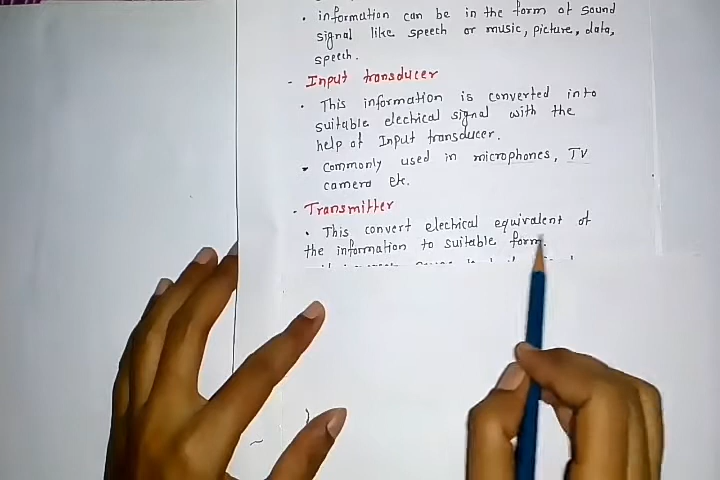 • information can be in the form of sound
signal like speech or music, picture, data,
speech.
- Input transducer
• This information is converted into
suitable electrical signal with the
help of Input transducer.
• commonly used in microphones, TV
camera etc.
- Transmitter
• This convert electrical equivalent of
the information to suitable form.